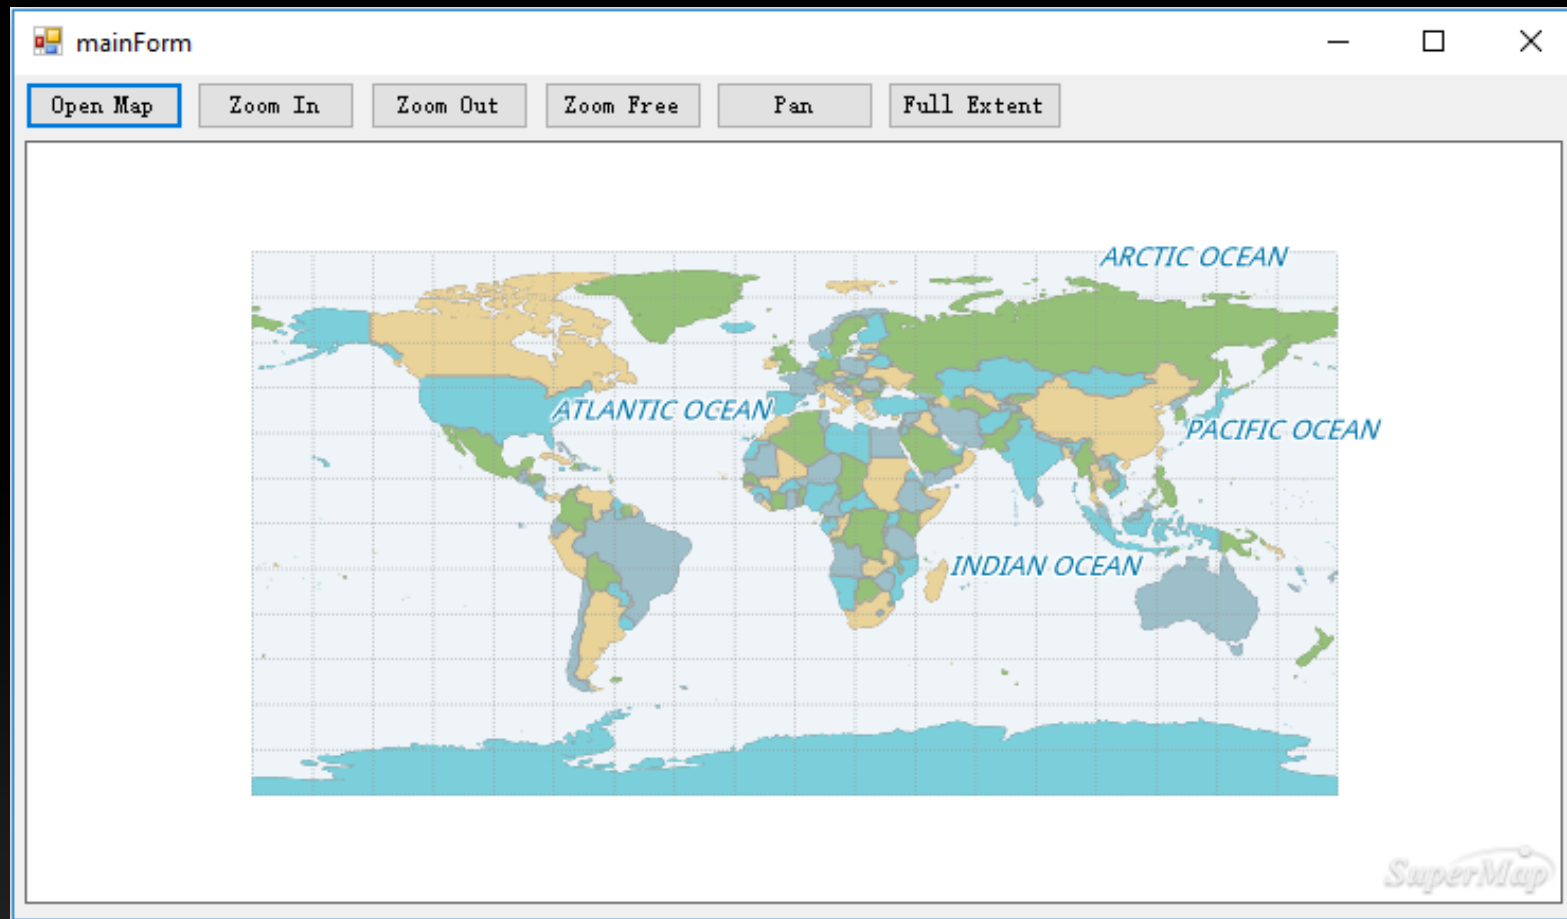 mainForm
Open Map Zoom In Zoom Out Zoom Free Pan Full Extent
ARCTIC OCEAN
ATLANTIC OCEAN
PACIFIC OCEAN
INDIAN OCEAN
SuperMap